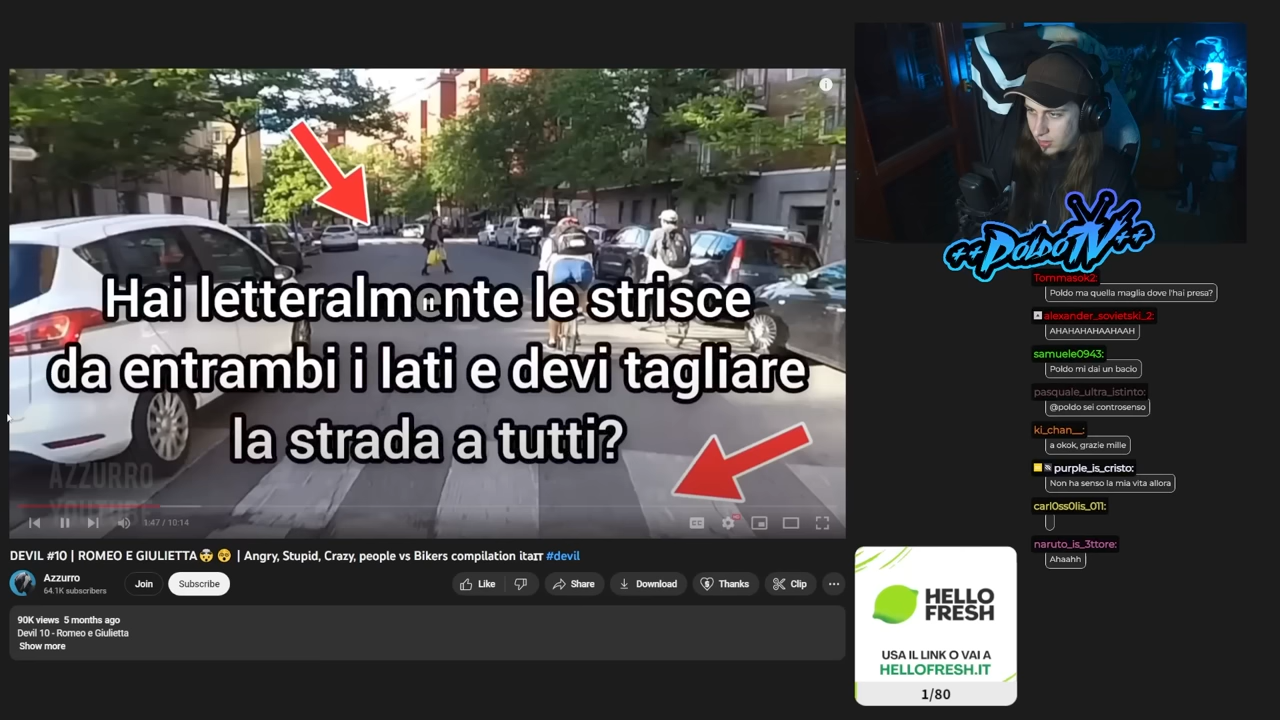 Hai letteralmente le strisce
da entrambi i lati e devi tagliare
la strada a tutti?
AZZURRO
YOUTUBE
1:47 / 10:14
DEVIL #10 | ROMEO E GIULIETTA🤯 😵 | Angry, Stupid, Crazy, people vs Bikers compilation itaтт #devil
Azzurro
64.1K subscribers
Join
Subscribe
Like
Share
Download
Thanks
Clip
90K views 5 months ago
Devil 10 - Romeo e Giulietta
Show more
++POLDOTV++
Tommasok2:
Poldo ma quella maglia dove l'hai presa?
alexander_sovietski_2:
AHAHAHAHAAHAAH
samuele0943:
Poldo mi dai un bacio
pasquale_ultra_istinto:
@poldo sei controsenso
ki_chan__:
a okok, grazie mille
purple_is_cristo:
Non ha senso la mia vita allora
carl0ss0lis_011:
naruto_is_3ttore:
Ahaahh
HELLO
FRESH
USA IL LINK O VAI A
HELLOFRESH.IT
1/80